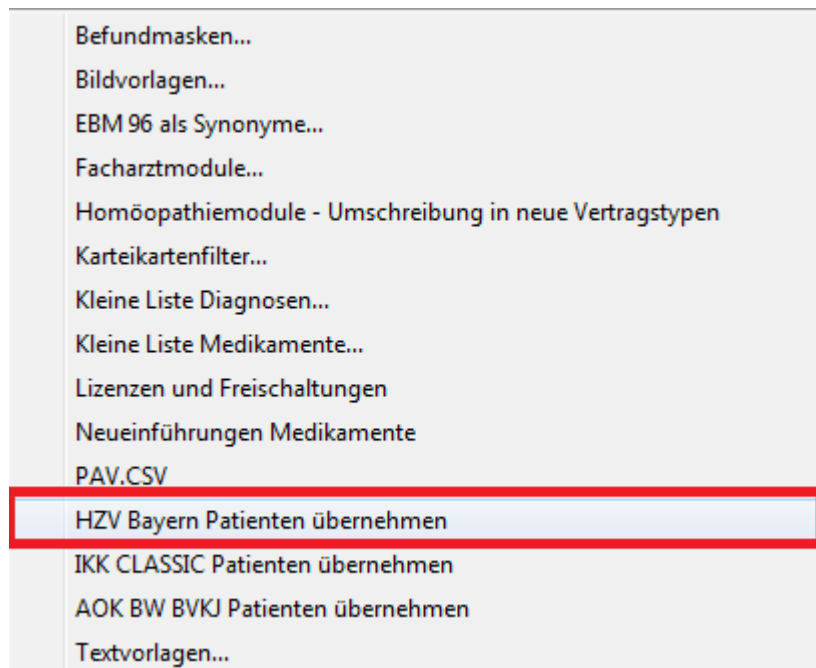 Befundmasken...
Bildvorlagen...
EBM 96 als Synonyme...
Facharztmodule...
Homöopathiemodule - Umschreibung in neue Vertragstypen
Karteikartenfilter...
Kleine Liste Diagnosen...
Kleine Liste Medikamente...
Lizenzen und Freischaltungen
Neueinführungen Medikamente
PAV.CSV
HZV Bayern Patienten übernehmen
IKK CLASSIC Patienten übernehmen
AOK BW BVKJ Patienten übernehmen
Textvorlagen...